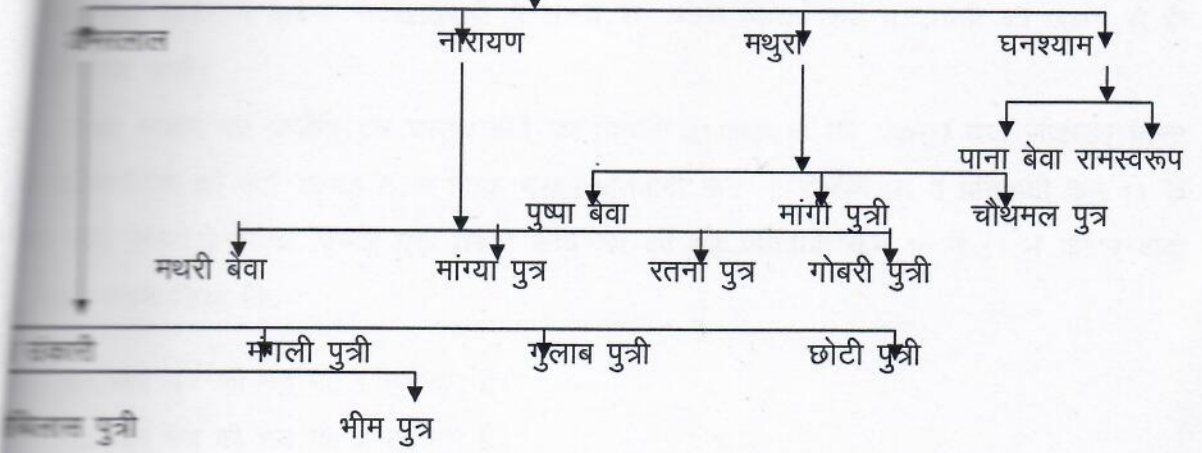 नारायण मथुरा घनश्याम
पाना बेवा रामस्वरूप
पुष्पा बेवा मांगी पुत्री चौथमल पुत्र
मथरी बेवा मांग्या पुत्र रतना पुत्र गोबरी पुत्री
मंगली पुत्री गुलाब पुत्री छोटी पुत्री
पुत्री भीम पुत्र